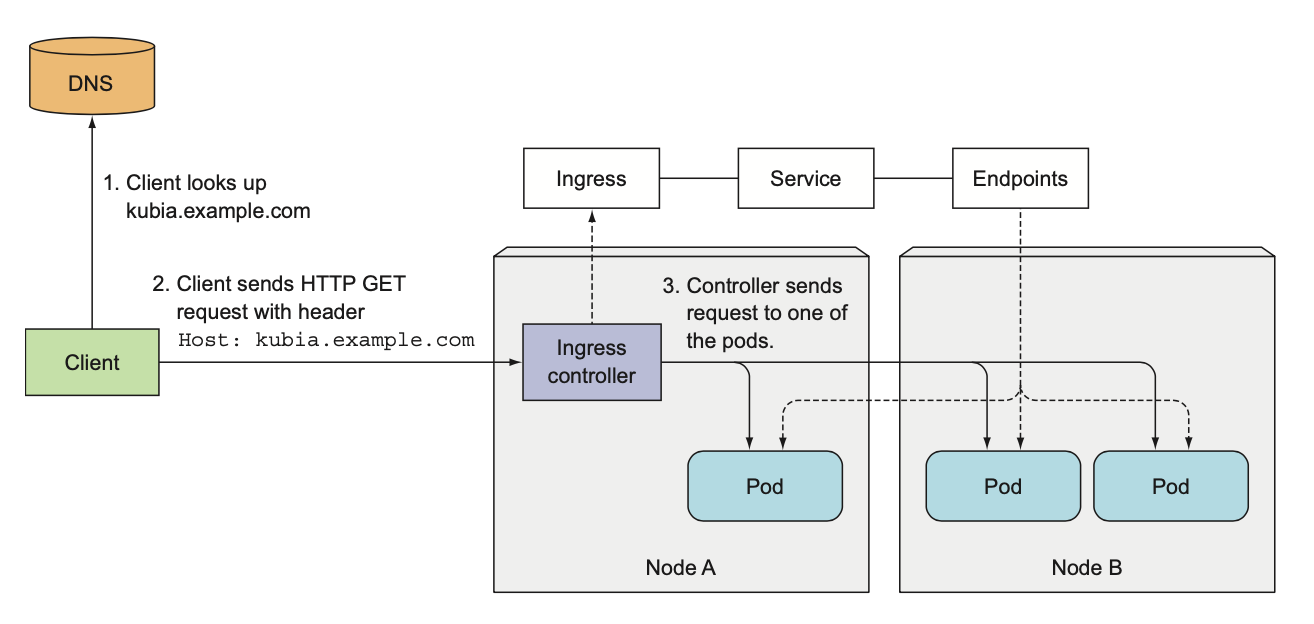 DNS
1. Client looks up
kubia.example.com
Ingress
Service
Endpoints
2. Client sends HTTP GET
request with header
Host: kubia.example.com
3. Controller sends
request to one of
the pods.
Client
Ingress
controller
Pod
Pod
Pod
Node A
Node B